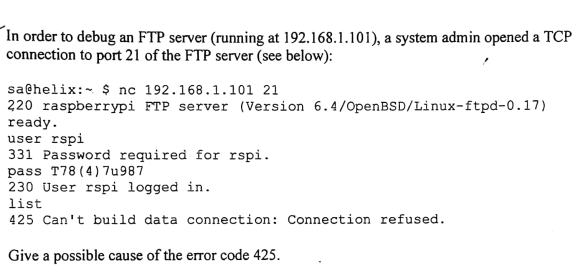 In order to debug an FTP server (running at 192.168.1.101), a system admin opened a TCP
connection to port 21 of the FTP server (see below):
sa@helix:~ $ nc 192.168.1.101 21
220 raspberrypi FTP server (Version 6.4/OpenBSD/Linux-ftpd-0.17)
ready.
user rspi
331 Password required for rspi.
pass T78(4)7u987
230 User rspi logged in.
list
425 Can't build data connection: Connection refused.
Give a possible cause of the error code 425.